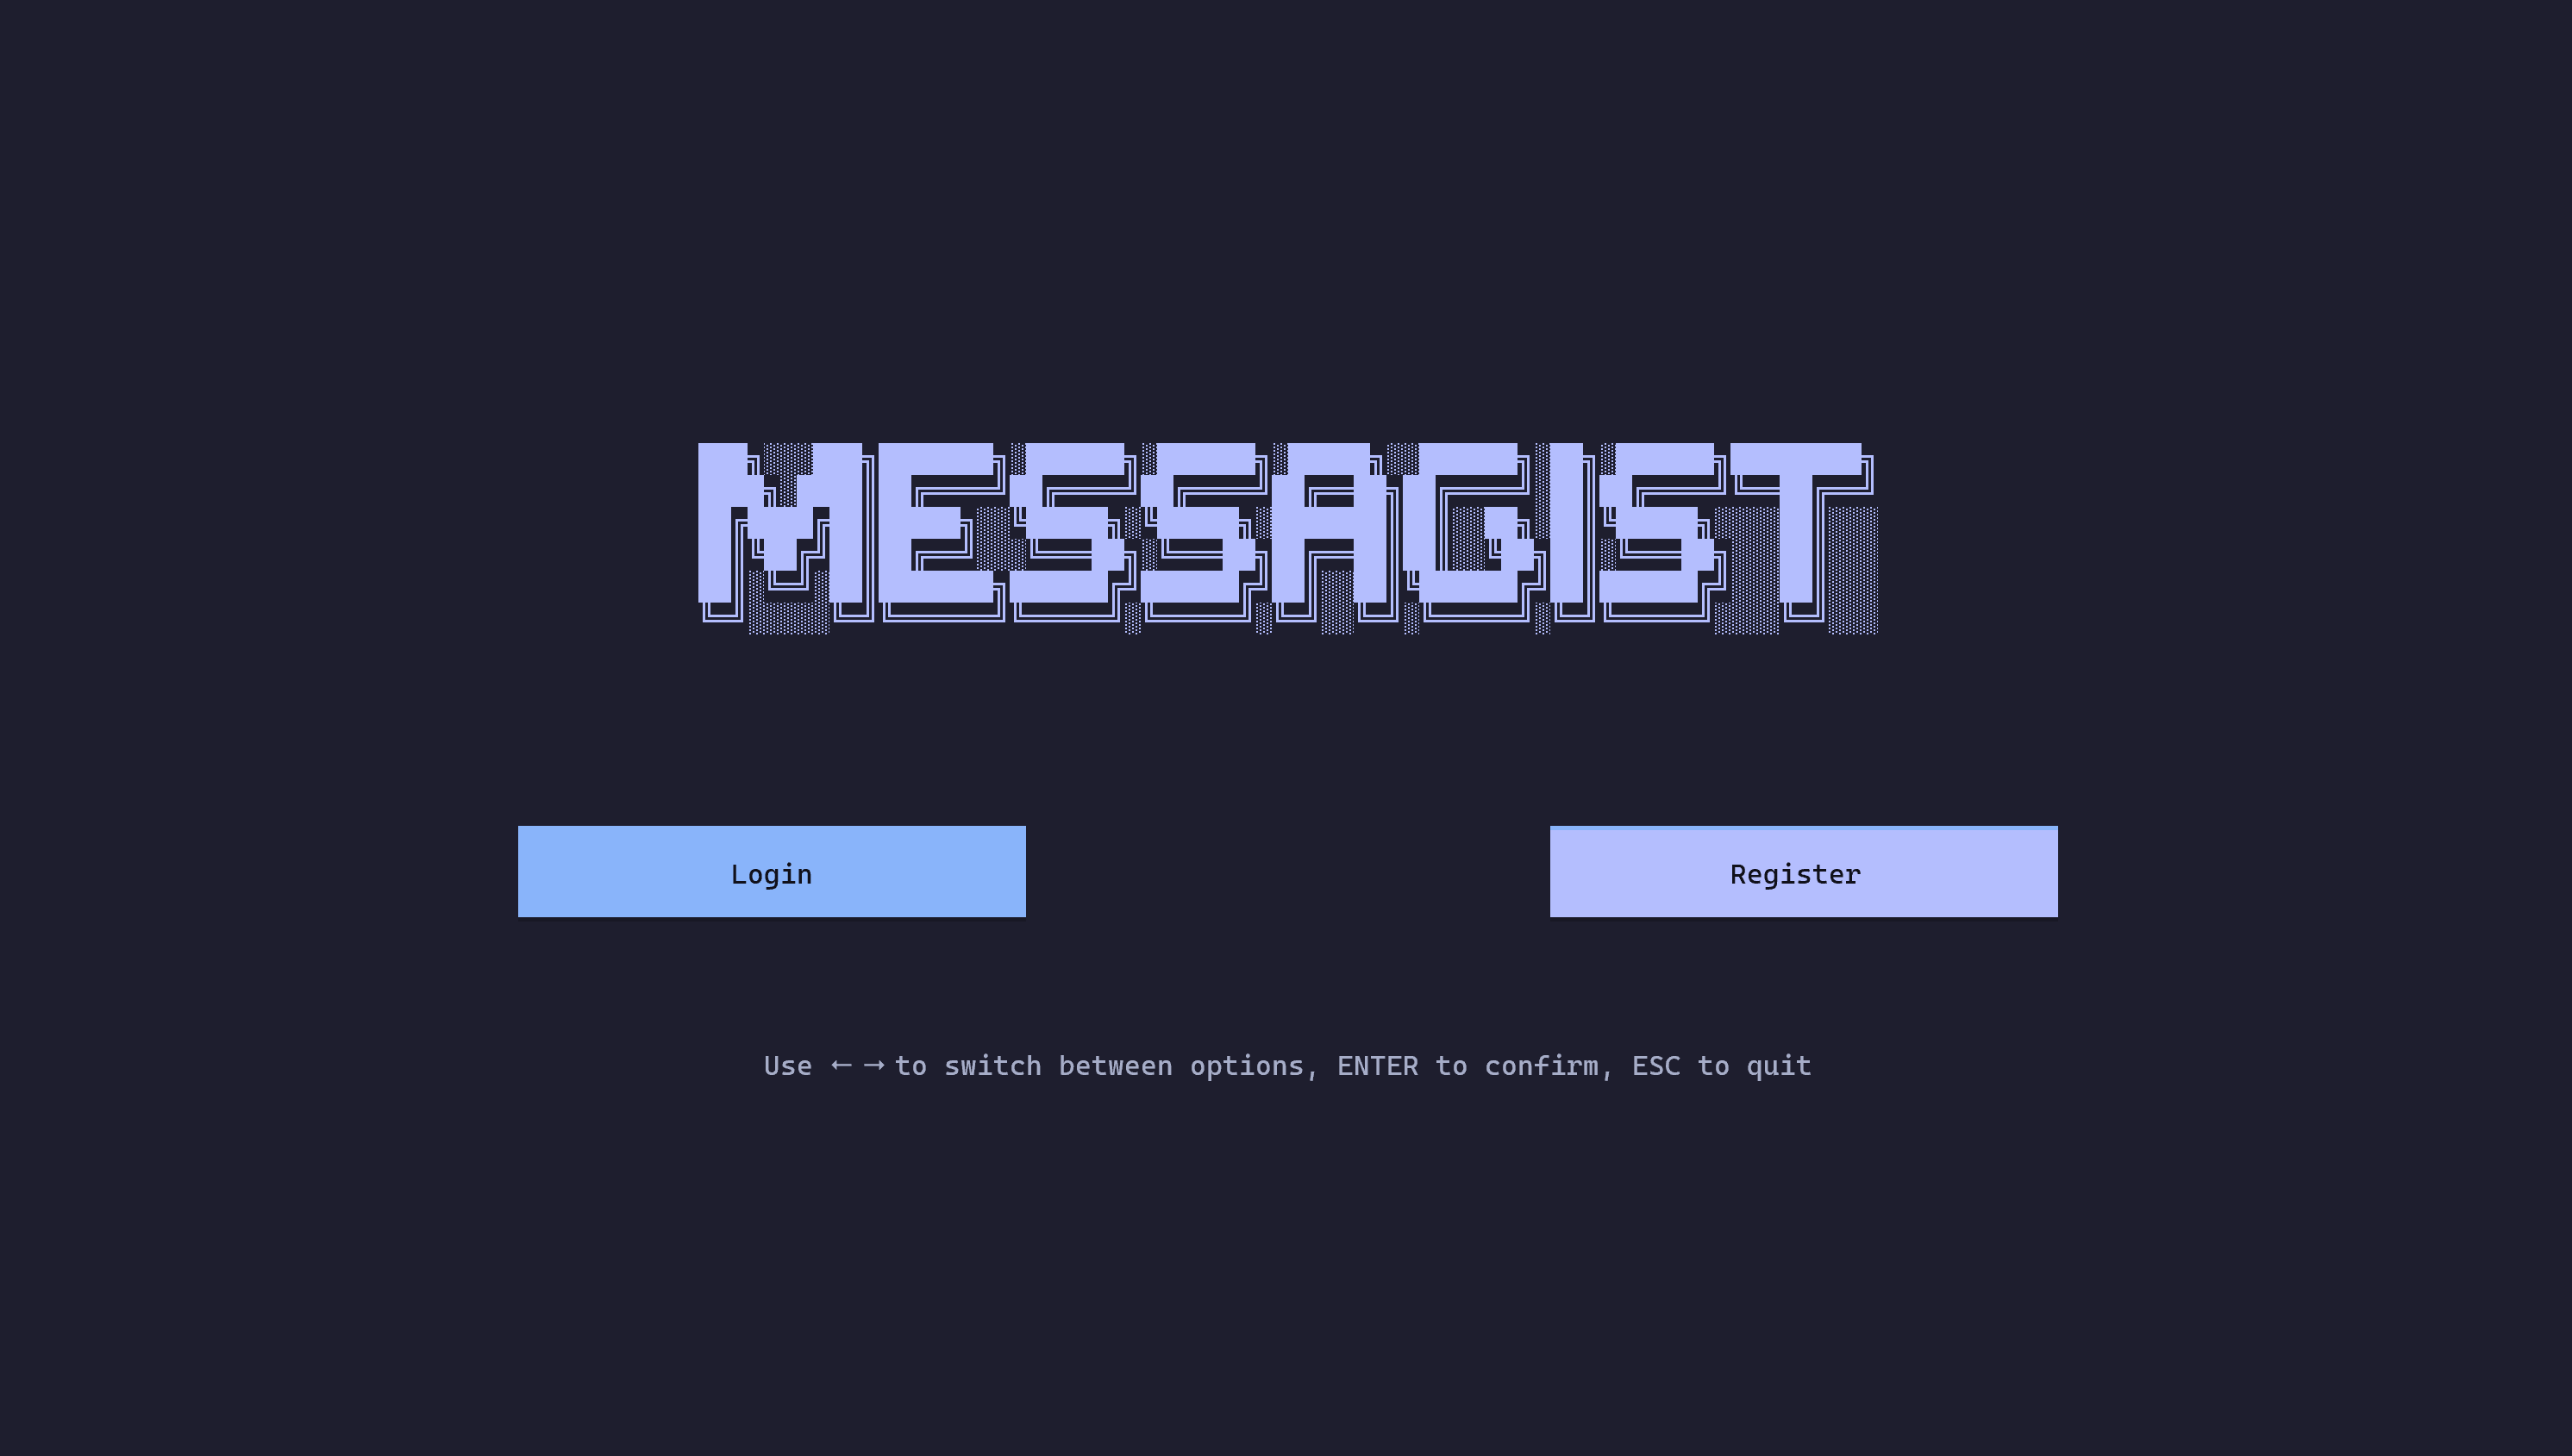 MESSAGIST
Login
Register
Use ← → to switch between options, ENTER to confirm, ESC to quit